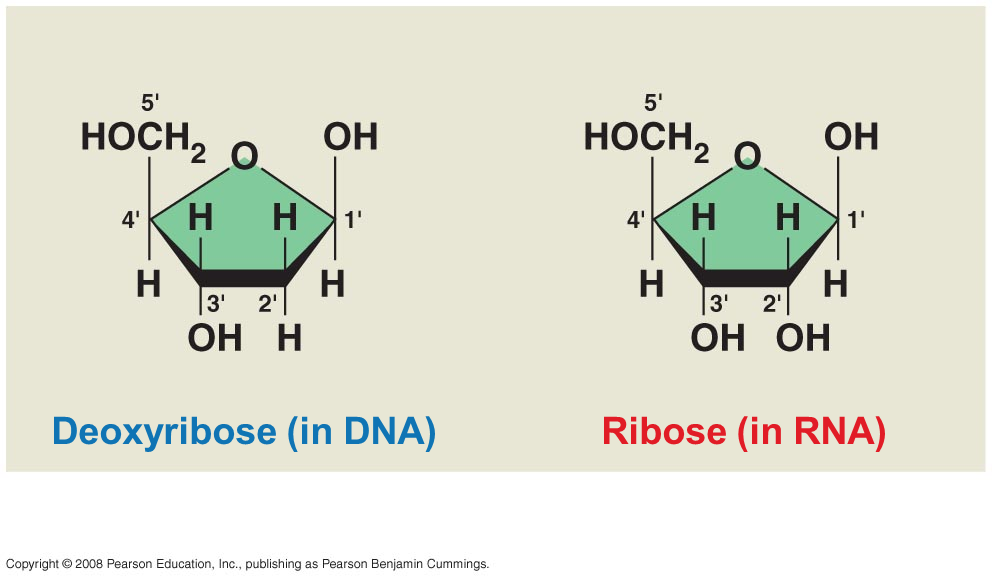 5' 5'
HOCH2 O OH HOCH2 O OH
4' H H 1' 4' H H 1'
H H H H
3' 2' 3' 2'
OH H OH OH
Deoxyribose (in DNA) Ribose (in RNA)
Copyright © 2008 Pearson Education, Inc., publishing as Pearson Benjamin Cummings.